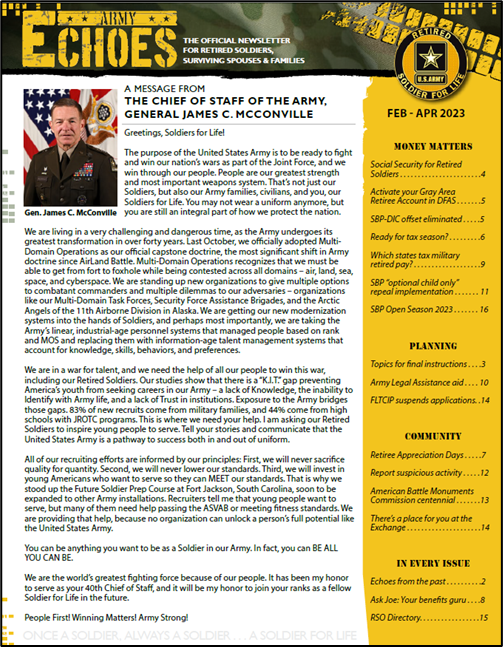 ARMY
ECHOES
THE OFFICIAL NEWSLETTER
FOR RETIRED SOLDIERS,
SURVIVING SPOUSES & FAMILIES
RETIRED
U.S. ARMY
SOLDIER FOR LIFE
FEB - APR 2023
A MESSAGE FROM
THE CHIEF OF STAFF OF THE ARMY,
GENERAL JAMES C. MCCONVILLE
Gen. James C. McConville
Greetings, Soldiers for Life!
The purpose of the United States Army is to be ready to fight
and win our nation's wars as part of the Joint Force, and we
win through our people. People are our greatest strength
and most important weapons system. That's not just our
Soldiers, but also our Army families, civilians, and you, our
Soldiers for Life. You may not wear a uniform anymore, but
you are still an integral part of how we protect the nation.
We are living in a very challenging and dangerous time, as the Army undergoes its
greatest transformation in over forty years. Last October, we officially adopted Multi-
Domain Operations as our official capstone doctrine, the most significant shift in Army
doctrine since AirLand Battle. Multi-Domain Operations recognizes that we must be
able to get from fort to foxhole while being contested across all domains – air, land, sea,
space, and cyberspace. We are standing up new organizations to give multiple options
to combatant commanders and multiple dilemmas to our adversaries – organizations
like our Multi-Domain Task Forces, Security Force Assistance Brigades, and the Arctic
Angels of the 11th Airborne Division in Alaska. We are getting our new modernization
systems into the hands of Soldiers, and perhaps most importantly, we are taking the
Army's linear, industrial-age personnel systems that managed people based on rank
and MOS and replacing them with information-age talent management systems that
account for knowledge, skills, behaviors, and preferences.
We are in a war for talent, and we need the help of all our people to win this war,
including our Retired Soldiers. Our studies show that there is a "K.I.T." gap preventing
America's youth from seeking careers in our Army – a lack of Knowledge, the inability to
Identify with Army life, and a lack of Trust in institutions. Exposure to the Army bridges
those gaps. 83% of new recruits come from military families, and 44% come from high
schools with JROTC programs. This is where we need your help. I am asking our Retired
Soldiers to inspire young people to serve. Tell your stories and communicate that the
United States Army is a pathway to success both in and out of uniform.
All of our recruiting efforts are informed by our principles: First, we will never sacrifice
quality for quantity. Second, we will never lower our standards. Third, we will invest in
young Americans who want to serve so they can MEET our standards. That is why we
stood up the Future Soldier Prep Course at Fort Jackson, South Carolina, soon to be
expanded to other Army installations. Recruiters tell me that young people want to
serve, but many of them need help passing the ASVAB or meeting fitness standards. We
are providing that help, because no organization can unlock a person's full potential like
the United States Army.
You can be anything you want to be as a Soldier in our Army. In fact, you can BE ALL
YOU CAN BE.
We are the world's greatest fighting force because of our people. It has been my honor
to serve as your 40th Chief of Staff, and it will be my honor to join your ranks as a fellow
Soldier for Life in the future.
People First! Winning Matters! Army Strong!
ONCE A SOLDIER, ALWAYS A SOLDIER . . . A SOLDIER FOR LIFE
MONEY MATTERS
Social Security for Retired
Soldiers ..............................4
Activate your Gray Area
Retiree Account in DFAS .......5
SBP-DIC offset eliminated .....5
Ready for tax season? ..........6
Which states tax military
retired pay? ........................9
SBP "optional child only"
repeal implementation ....... 11
SBP Open Season 2023 ....... 16
PLANNING
Topics for final instructions ...3
Army Legal Assistance aid .... 10
FLTCIP suspends applications..14
COMMUNITY
Retiree Appreciation Days .....7
Report suspicious activity .....12
American Battle Monuments
Commission centennial ........13
There's a place for you at the
Exchange ...........................14
IN EVERY ISSUE
Echoes from the past ..........2
Ask Joe: Your benefits guru ....8
RSO Directory......................15